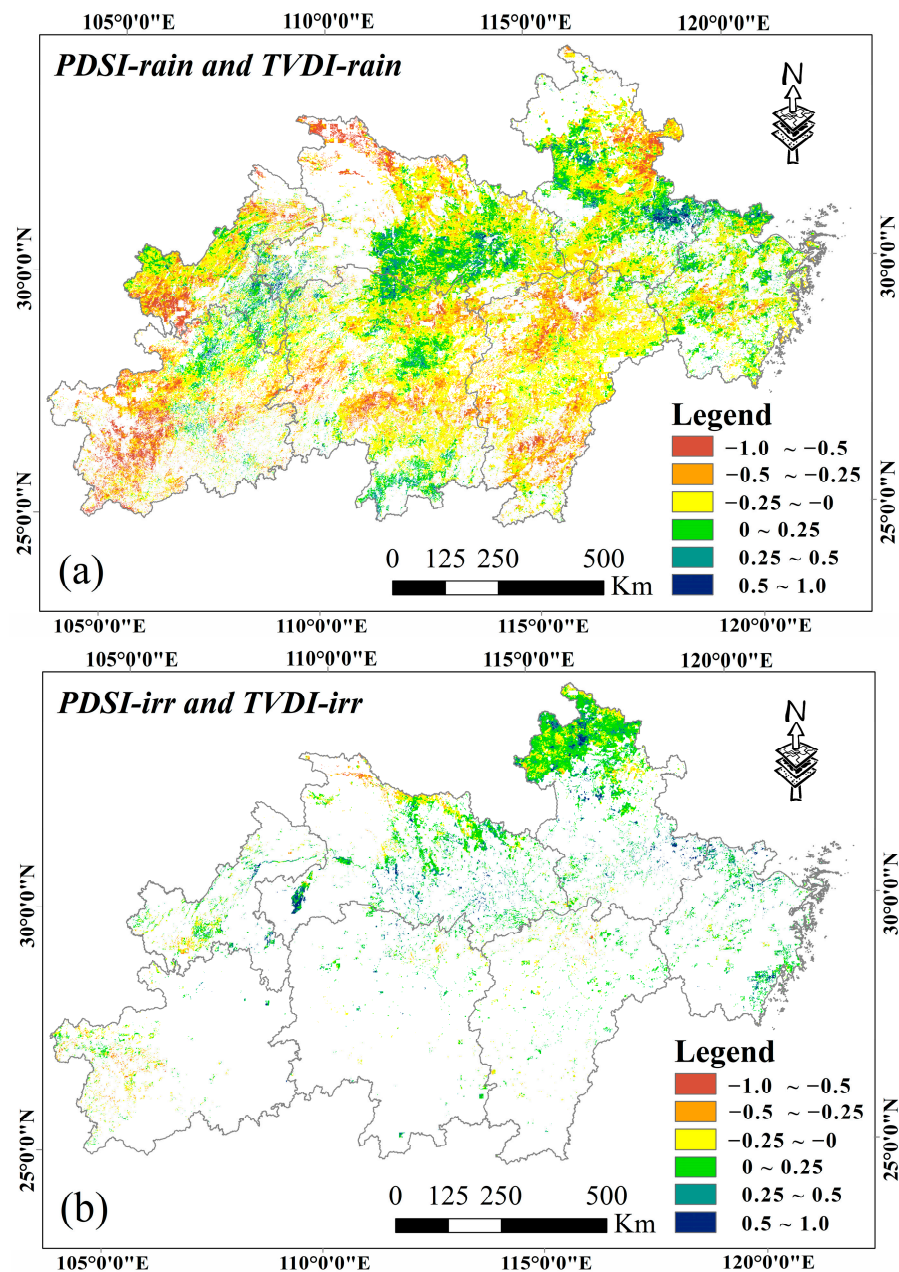 105°0'0"E 110°0'0"E 115°0'0"E 120°0'0"E
PDSI-rain and TVDI-rain
N
30°0'0"N
30°0'0"N
25°0'0"N
25°0'0"N
Legend
−1.0 ~ −0.5
−0.5 ~ −0.25
−0.25 ~ −0
0 ~ 0.25
0.25 ~ 0.5
0.5 ~ 1.0
(a)
0 125 250 500
Km
105°0'0"E 110°0'0"E 115°0'0"E 120°0'0"E
105°0'0"E 110°0'0"E 115°0'0"E 120°0'0"E
PDSI-irr and TVDI-irr
N
30°0'0"N
30°0'0"N
25°0'0"N
25°0'0"N
Legend
−1.0 ~ −0.5
−0.5 ~ −0.25
−0.25 ~ −0
0 ~ 0.25
0.25 ~ 0.5
0.5 ~ 1.0
(b)
0 125 250 500
Km
105°0'0"E 110°0'0"E 115°0'0"E 120°0'0"E